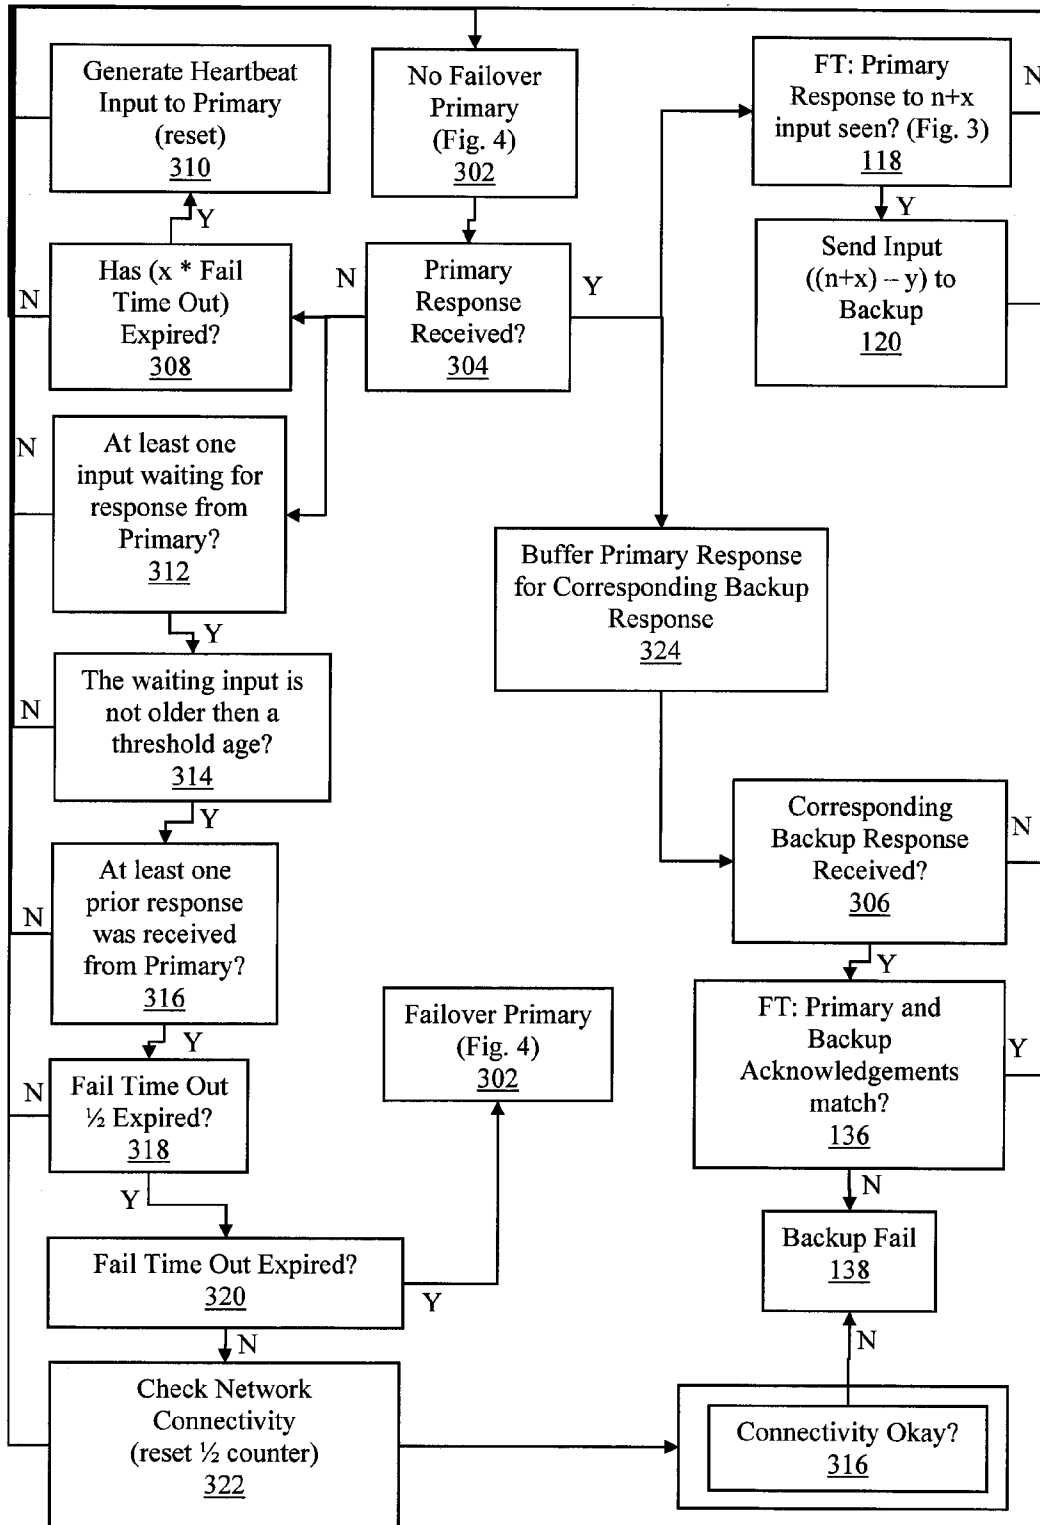 Generate Heartbeat
Input to Primary
(reset)
310
No Failover
Primary
(Fig. 4)
302
FT: Primary
Response to n+x
input seen? (Fig. 3)
118
N
Y
Y
Has (x * Fail
Time Out)
Expired?
308
N
N
Primary
Response
Received?
304
Y
Send Input
((n+x) – y) to
Backup
120
N
At least one
input waiting for
response from
Primary?
312
Y
Buffer Primary Response
for Corresponding Backup
Response
324
The waiting input is
not older then a
threshold age?
314
N
Y
Corresponding
Backup Response
Received?
306
N
Y
At least one
prior response
was received
from Primary?
316
N
Y
Failover Primary
(Fig. 4)
302
FT: Primary and
Backup
Acknowledgements
match?
136
Y
N
Fail Time Out
½ Expired?
318
N
Y
Backup Fail
138
N
Fail Time Out Expired?
320
Y
N
Check Network
Connectivity
(reset ½ counter)
322
Connectivity Okay?
316